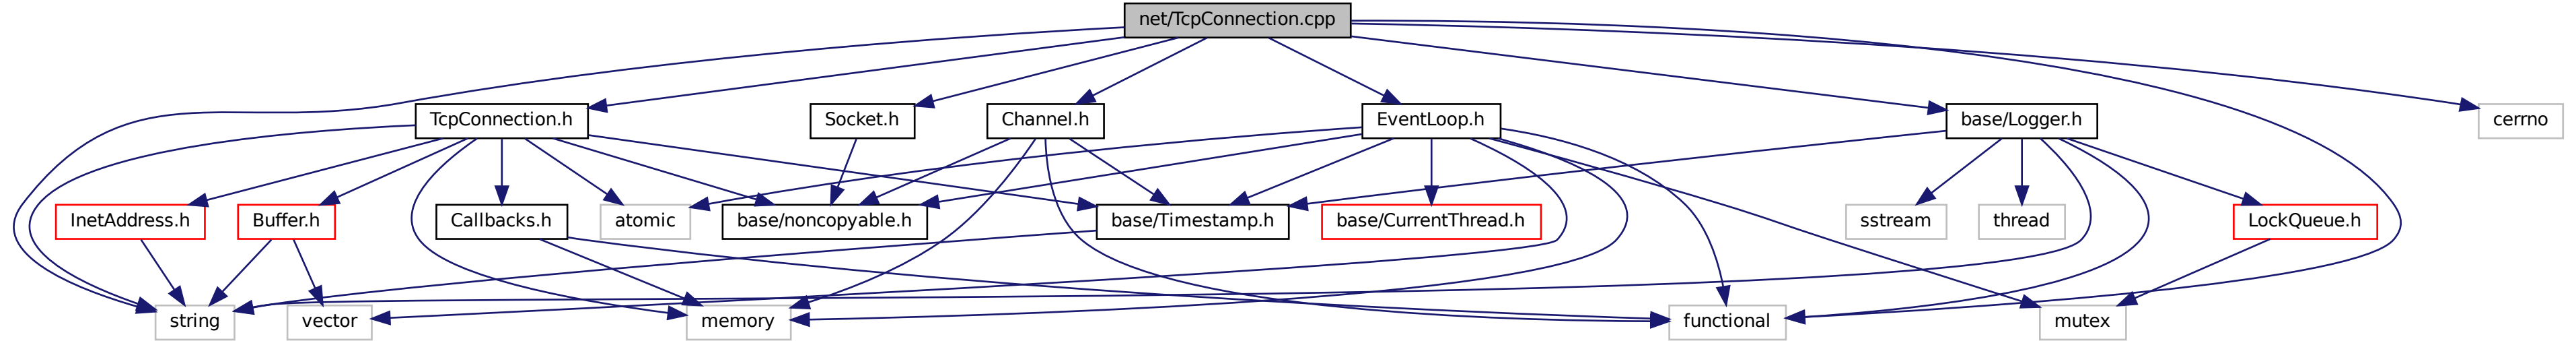 net/TcpConnection.cpp
TcpConnection.h
Socket.h
Channel.h
EventLoop.h
base/Logger.h
cerrno
InetAddress.h
Buffer.h
Callbacks.h
atomic
base/noncopyable.h
base/Timestamp.h
base/CurrentThread.h
sstream
thread
LockQueue.h
string
vector
memory
functional
mutex